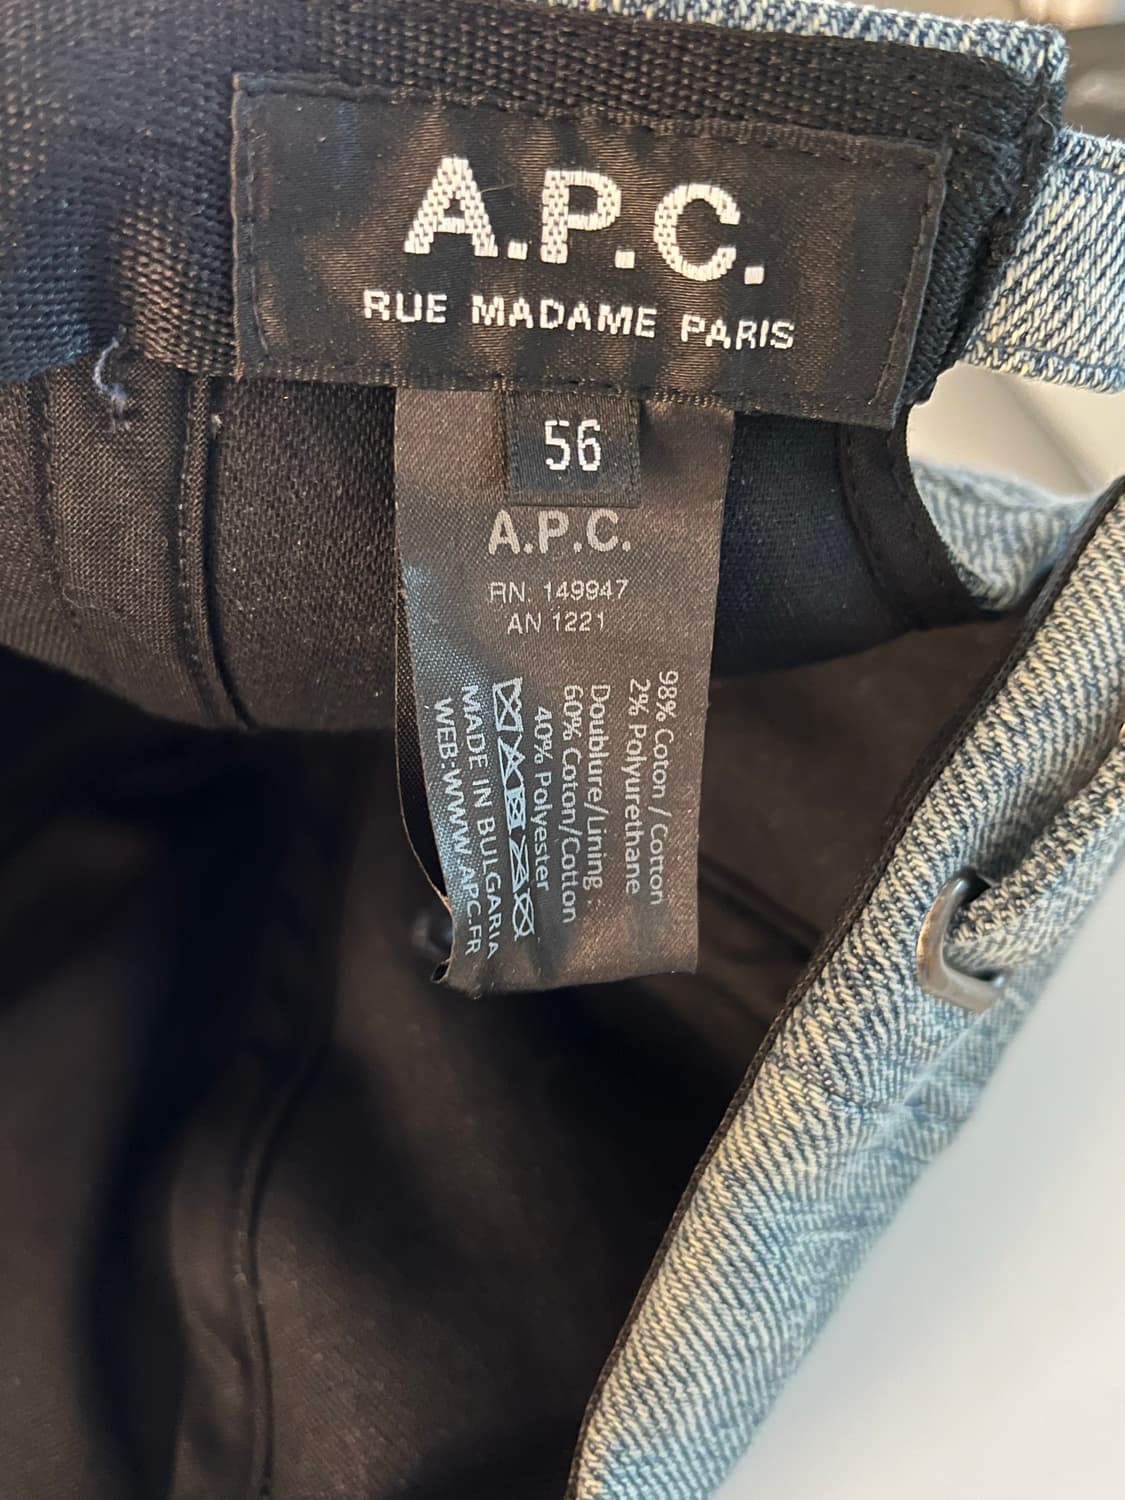 A.P.C.
RUE MADAME PARIS
56
A.P.C.
RN: 149947
AN 1221
98% Coton / Cotton
2% Polyurethane
Doublure/Lining .
60% Coton/Cotton
40% Polyester
MADE IN BULGARIA
WEB:WWW.APC.FR